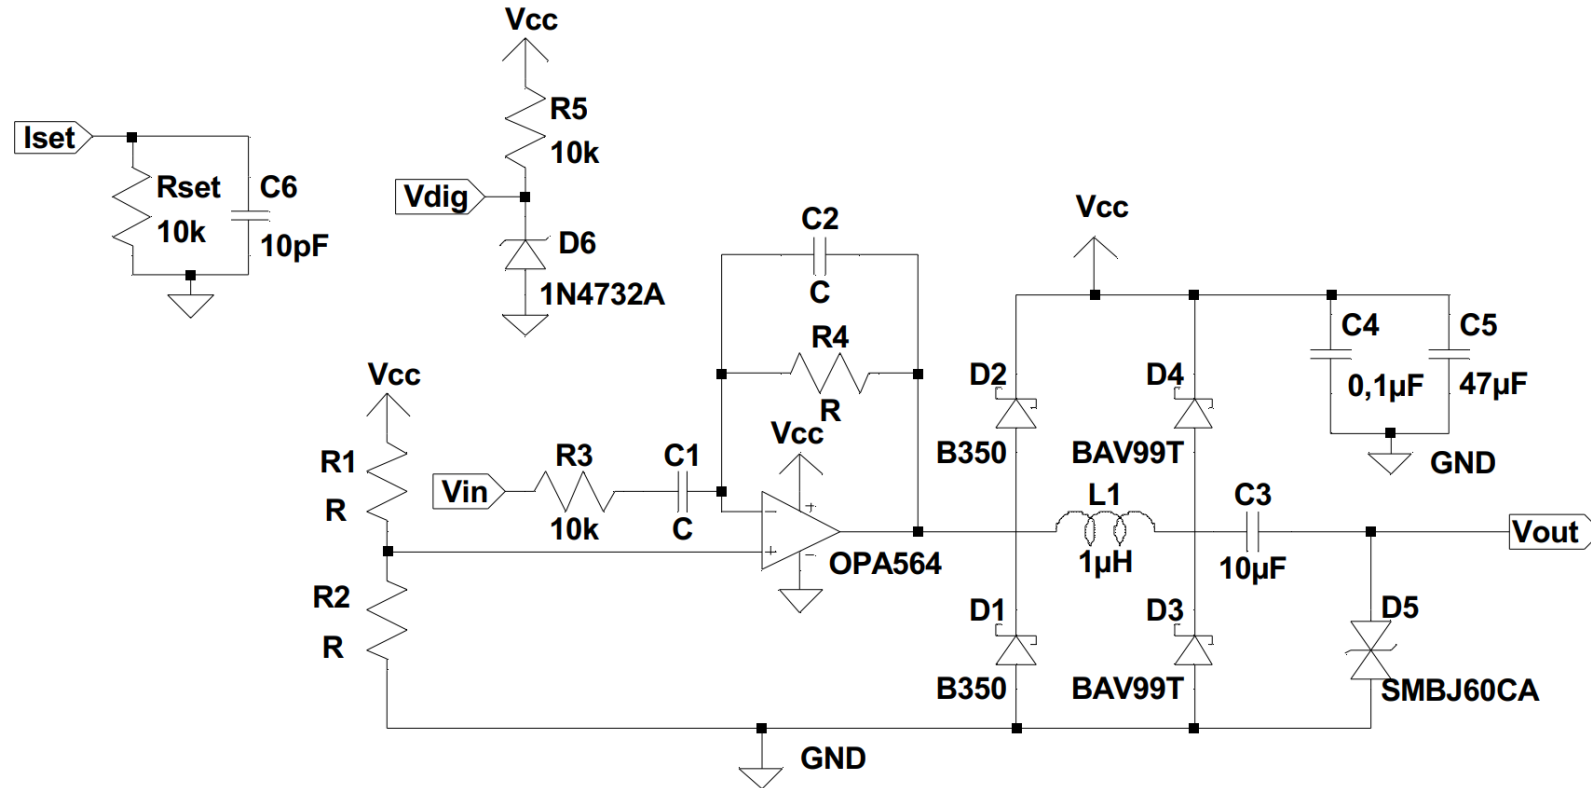 Vcc
R5
10k
Iset
Rset
10k
C6
10pF
Vdig
D6
1N4732A
C2
C
R4
R
Vcc
Vcc
C4
0,1µF
C5
47µF
GND
D2
B350
D4
BAV99T
Vcc
R1
R
R2
R
Vin
R3
10k
C1
C
OPA564
L1
1µH
C3
10µF
Vout
D1
B350
D3
BAV99T
D5
SMBJ60CA
GND